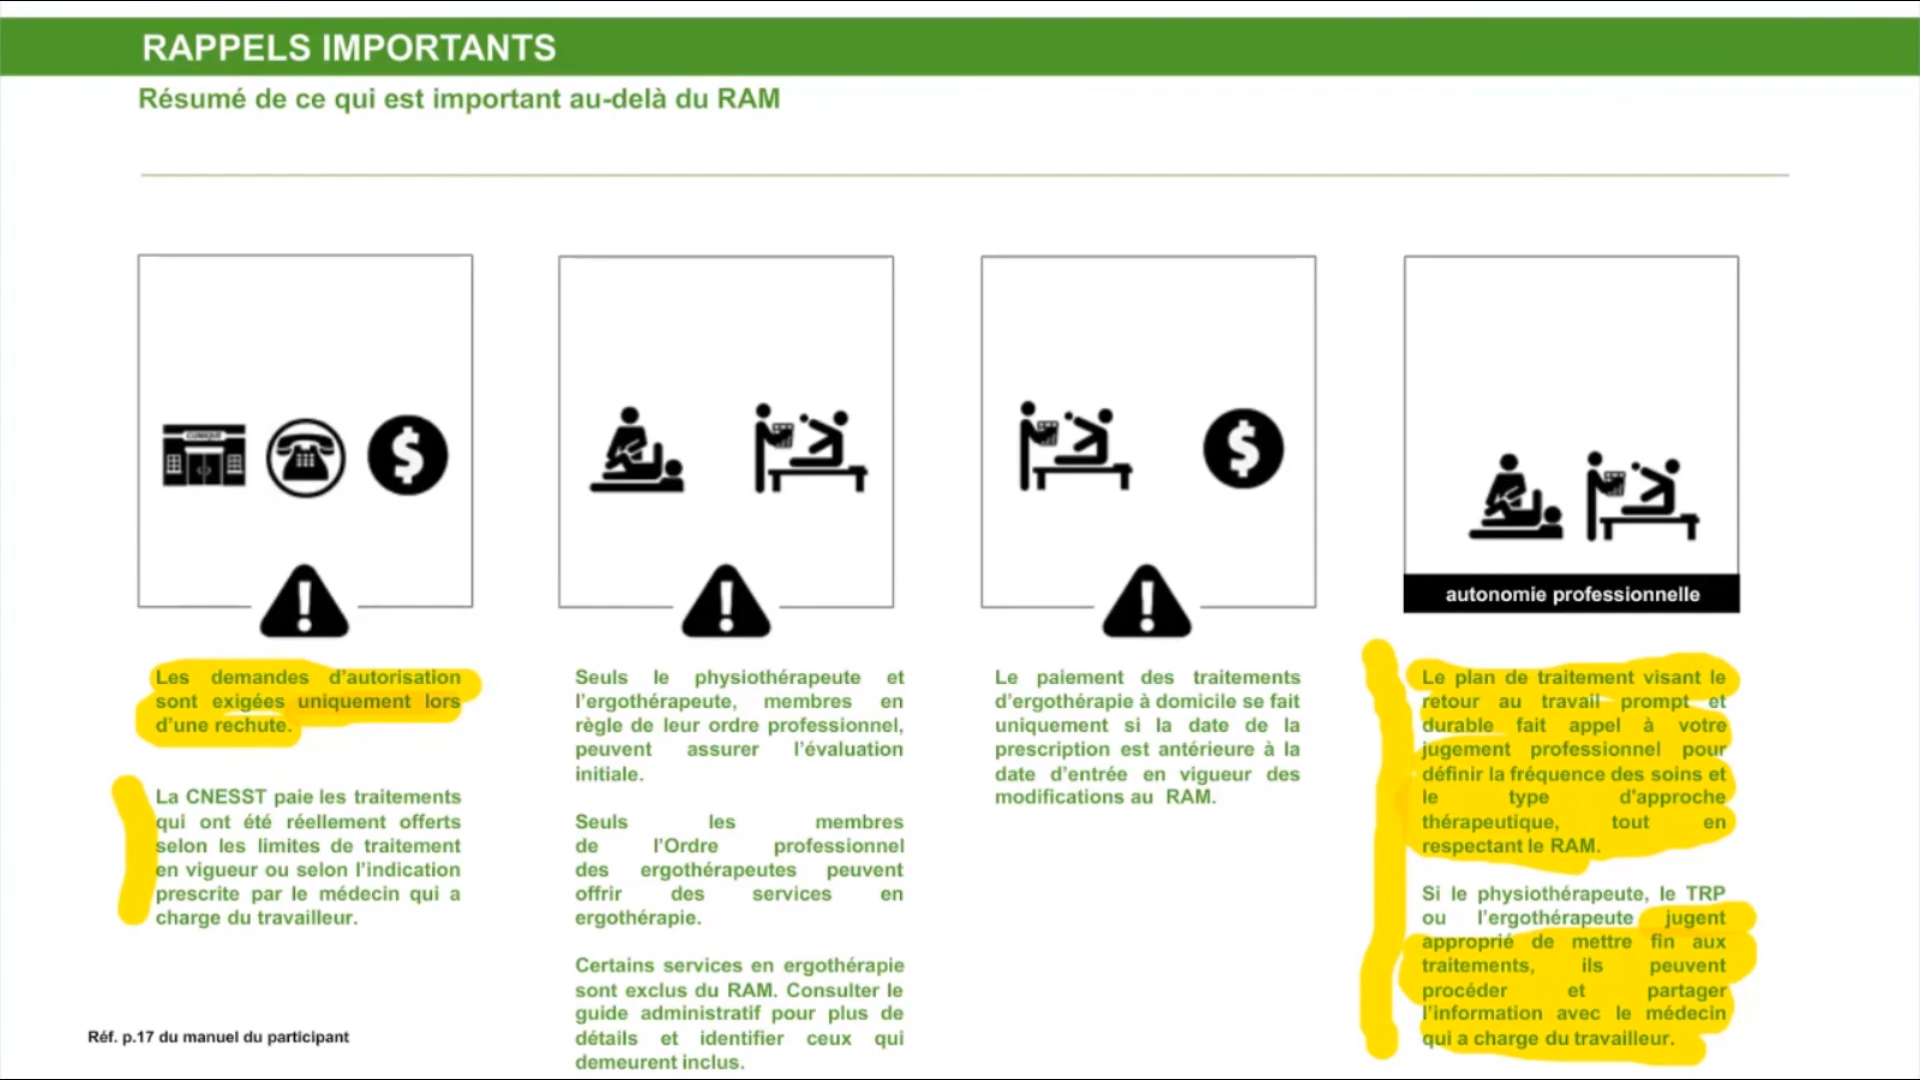 RAPPELS IMPORTANTS
Résumé de ce qui est important au-delà du RAM
CLINIQUE
autonomie professionnelle
Les demandes d'autorisation
sont exigées uniquement lors
d'une rechute.
La CNESST paie les traitements
qui ont été réellement offerts
selon les limites de traitement
en vigueur ou selon l'indication
prescrite par le médecin qui a
charge du travailleur.
Seuls le physiothérapeute et
l'ergothérapeute, membres en
règle de leur ordre professionnel,
peuvent assurer l'évaluation
initiale.
Seuls les membres
de l'Ordre professionnel
des ergothérapeutes peuvent
offrir des services en
ergothérapie.
Certains services en ergothérapie
sont exclus du RAM. Consulter le
guide administratif pour plus de
détails et identifier ceux qui
demeurent inclus.
Le paiement des traitements
d'ergothérapie à domicile se fait
uniquement si la date de la
prescription est antérieure à la
date d'entrée en vigueur des
modifications au RAM.
Le plan de traitement visant le
retour au travail prompt et
durable fait appel à votre
jugement professionnel pour
définir la fréquence des soins et
le type d'approche
thérapeutique, tout en
respectant le RAM.
Si le physiothérapeute, le TRP
ou l'ergothérapeute jugent
approprié de mettre fin aux
traitements, ils peuvent
procéder et partager
l'information avec le médecin
qui a charge du travailleur.
Réf. p.17 du manuel du participant